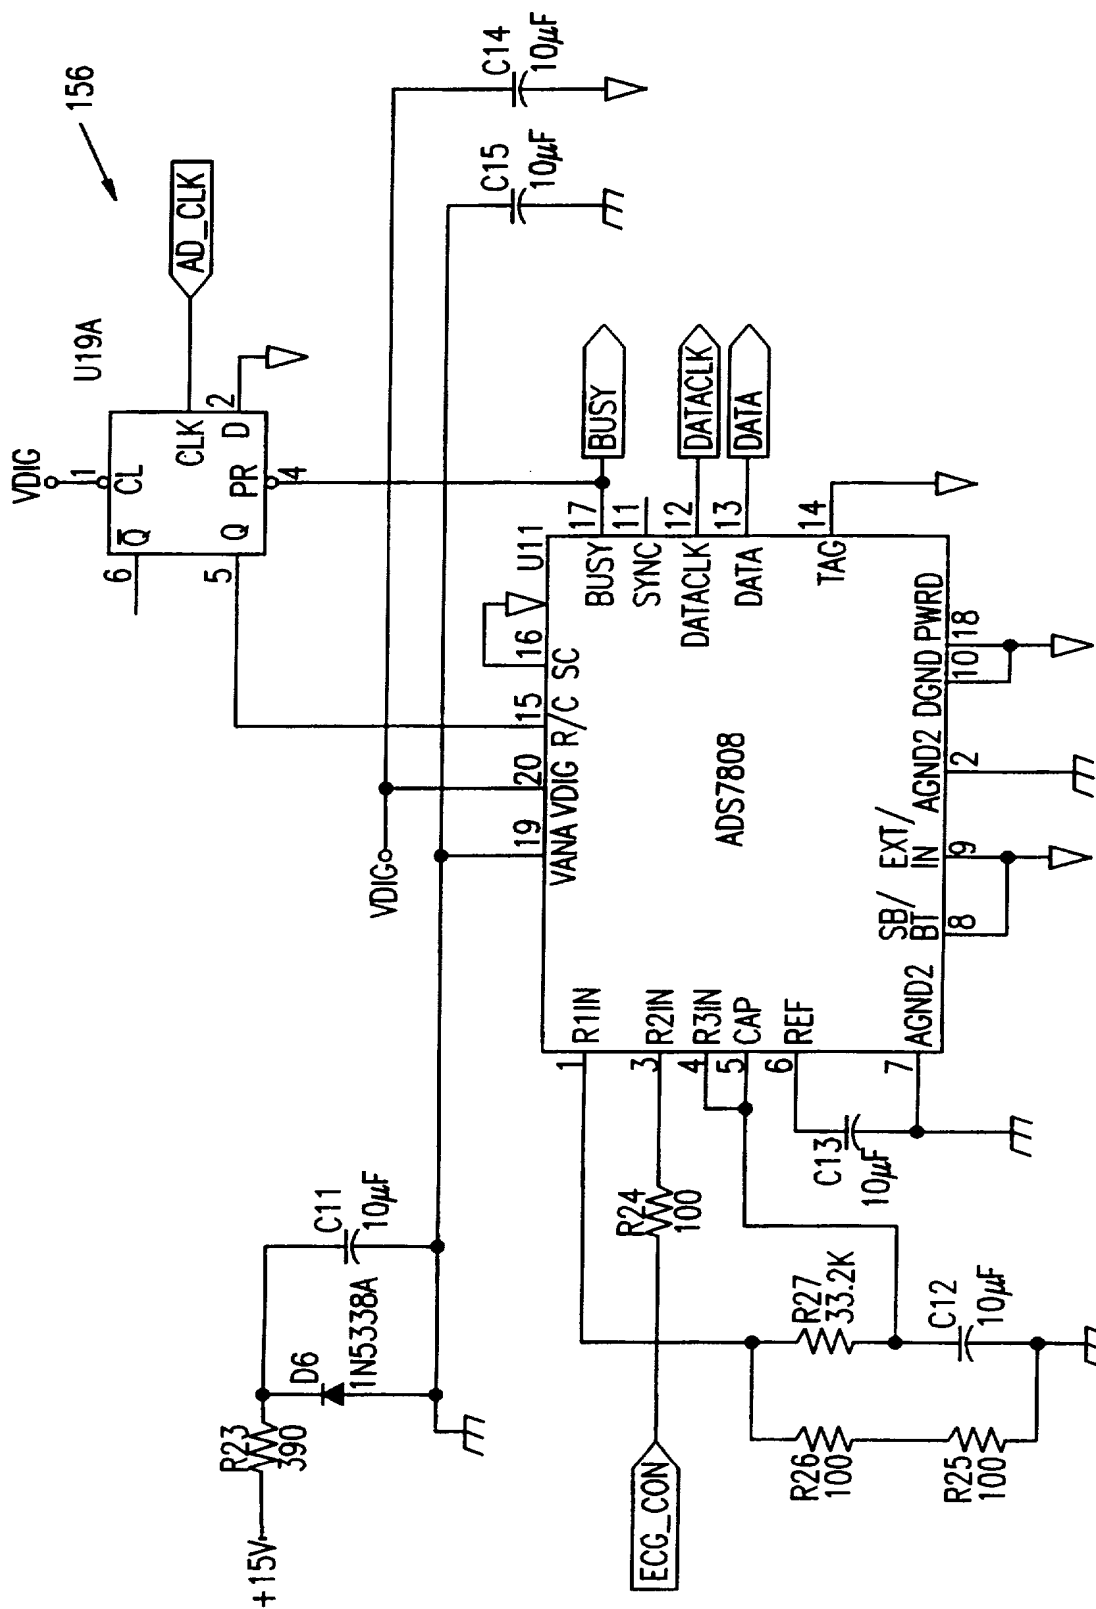 156
AD_CLK
U19A
VDIG
1
CL
CLK
2
D
Q
6
Q
5
PR
4
C14
10µF
C15
10µF
VDIG
U11
BUSY
17
BUSY
SYNC
11
DATACLK
12
DATACLK
DATA
13
DATA
TAG
14
16
SC
15
R/C
20
VDIG
19
VANA
ADS7808
PWRD
18
DGND
10
AGND2
2
EXT/
IN
9
SB/
BT
8
AGND2
7
R1IN
1
R2IN
3
R3IN
4
CAP
5
REF
6
C13
10µF
R24
100
ECG_CON
R27
33.2K
C12
10µF
R26
100
R25
100
C11
10µF
D6
1N5338A
R23
390
+15V